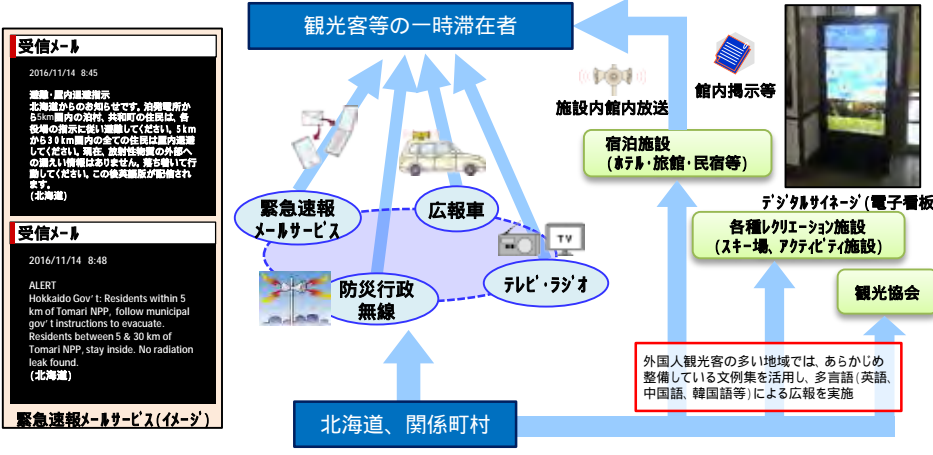 受信メール
2016/11/14 8:45
避難・屋内退避指示
北海道からのお知らせです。泊発電所か
ら5km圏内の泊村、共和町の住民は、各
役場の指示に従い避難してください。5km
から30km圏内の全ての住民は屋内退避
してください。現在、放射性物質の外部へ
の漏えい情報はありません。落ち着いて行
動してください。この後英語版が配信され
ます。
(北海道)
受信メール
2016/11/14 8:48
ALERT
Hokkaido Gov' t: Residents within 5
km of Tomari NPP, follow municipal
gov' t instructions to evacuate.
Residents between 5 & 30 km of
Tomari NPP, stay inside. No radiation
leak found.
(北海道)
緊急速報メールサービス(イメージ)
観光客等の一時滞在者
緊急速報
メールサービス
広報車
防災行政
無線
TV
テレビ・ラジオ
北海道、関係町村
施設内館内放送
館内掲示等
宿泊施設
(ホテル・旅館・民宿等)
デジタルサイネージ(電子看板
各種レクリエーション施設
(スキー場、アクティビティ施設)
観光協会
外国人観光客の多い地域では、あらかじめ
整備している文例集を活用し、多言語(英語、
中国語、韓国語等)による広報を実施